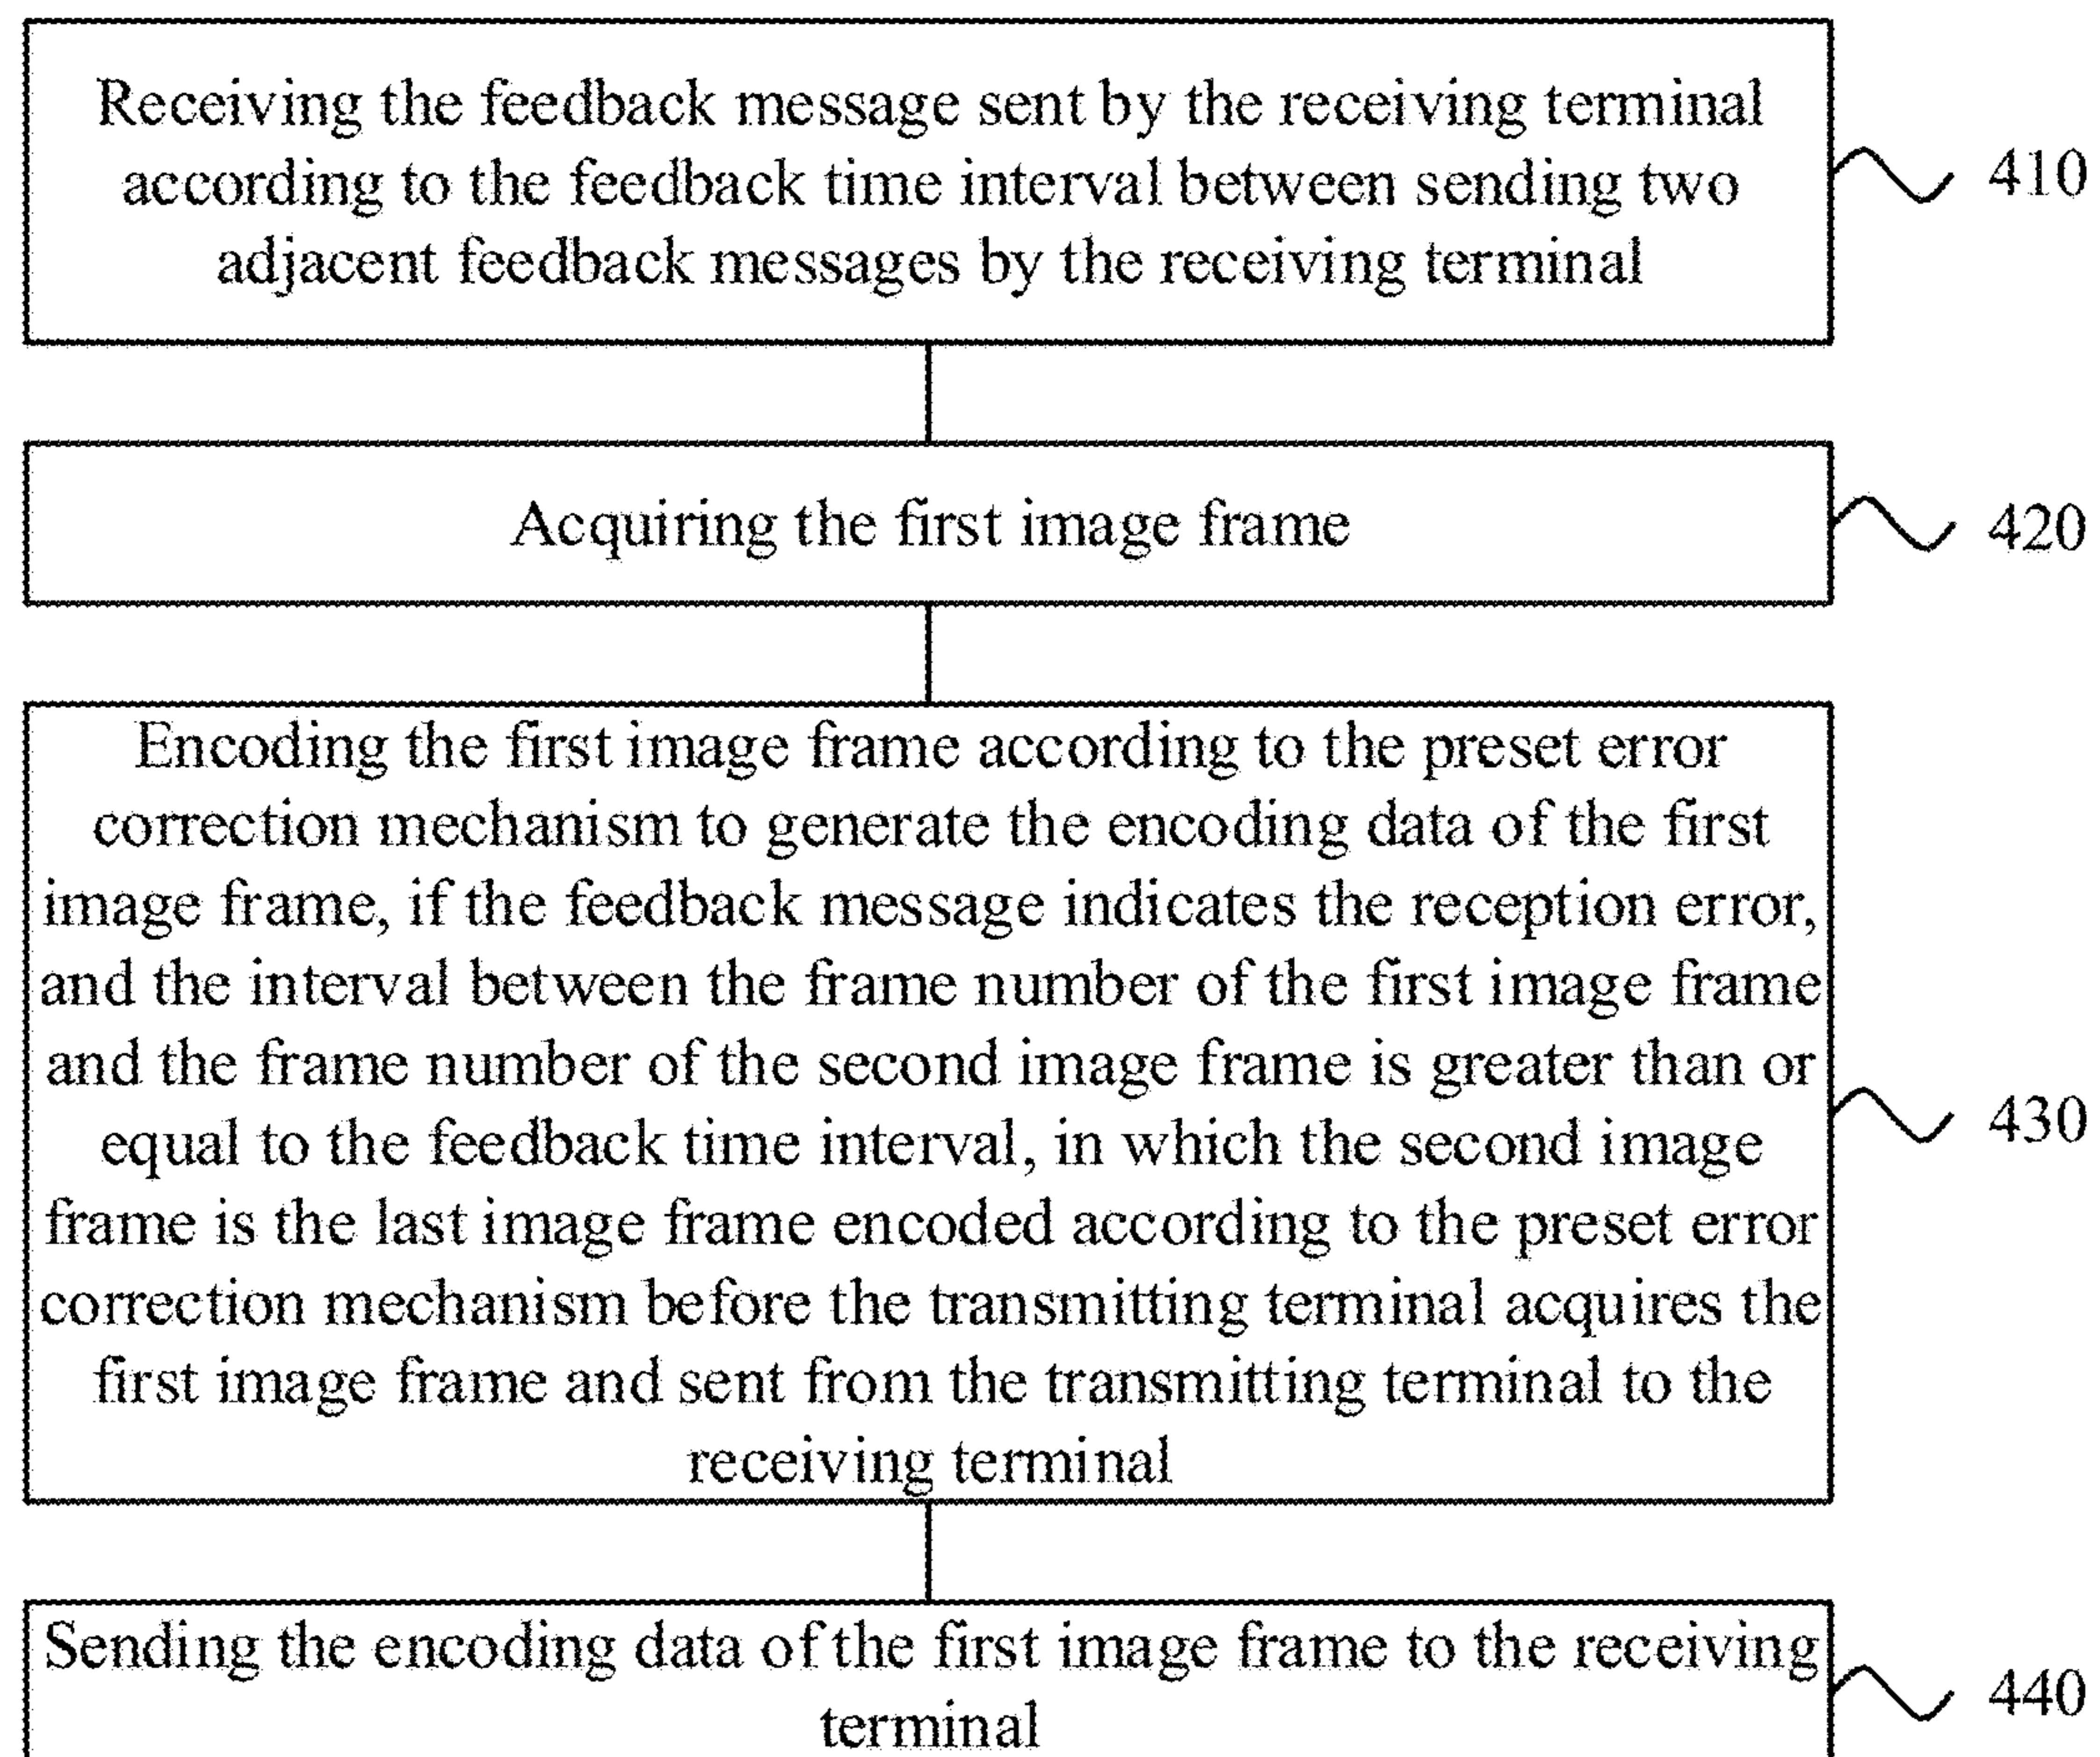 Receiving the feedback message sent by the receiving terminal
according to the feedback time interval between sending two
adjacent feedback messages by the receiving terminal
410
Acquiring the first image frame
420
Encoding the first image frame according to the preset error
correction mechanism to generate the encoding data of the first
image frame, if the feedback message indicates the reception error,
and the interval between the frame number of the first image frame
and the frame number of the second image frame is greater than or
equal to the feedback time interval, in which the second image
frame is the last image frame encoded according to the preset error
correction mechanism before the transmitting terminal acquires the
first image frame and sent from the transmitting terminal to the
receiving terminal
430
Sending the encoding data of the first image frame to the receiving
terminal
440